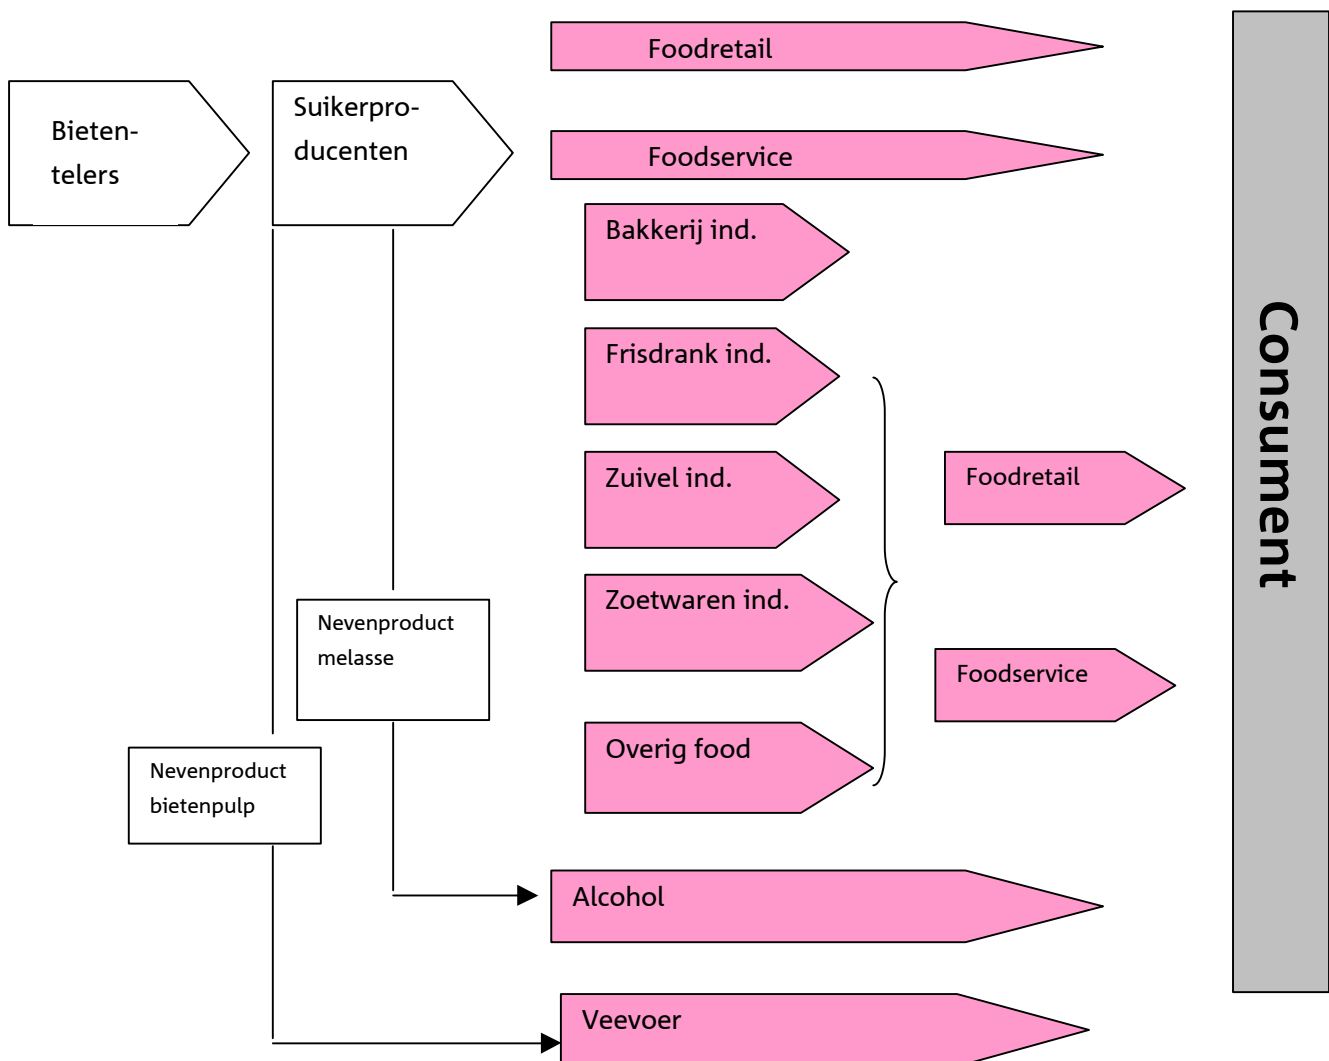 Bieten-
telers
Suikerpro-
ducenten
Foodretail
Foodservice
Bakkerij ind.
Frisdrank ind.
Zuivel ind.
Zoetwaren ind.
Overig food
Foodretail
Foodservice
Consument
Nevenproduct
melasse
Nevenproduct
bietenpulp
Alcohol
Veevoer